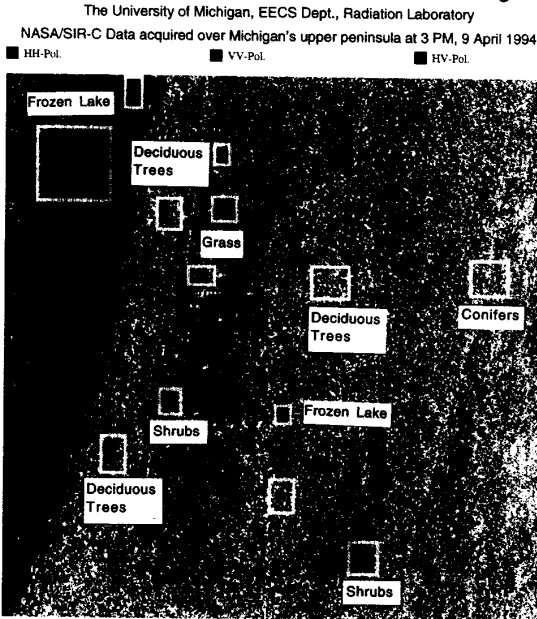 The University of Michigan, EECS Dept., Radiation Laboratory
NASA/SIR-C Data acquired over Michigan's upper peninsula at 3 PM, 9 April 1994
HH-Pol. VV-Pol. HV-Pol.
Frozen Lake
Deciduous
Trees
Grass
Deciduous
Trees
Conifers
Frozen Lake
Shrubs
Deciduous
Trees
Shrubs